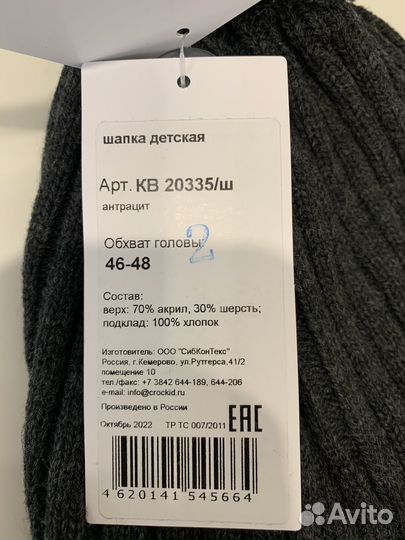 шапка детская
Арт. КВ 20335/ш
антрацит
Обхват головы: 2
46-48
Состав:
верх: 70% акрил, 30% шерсть;
подклад: 100% хлопок
Изготовитель: ООО "СибКонТекс"
Россия, г.Кемерово, ул.Рутгерса,41/2
помещение 10
тел./факс: +7 3842 644-189, 644-206
e-mail: info@crockid.ru
Произведено в России
Октябрь 2022 ТР ТС 007/2011
EAC
4 620141 545664
Avito